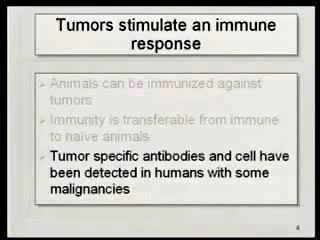 Tumors stimulate an immune
response
Animals can be immunized against
tumors
Immunity is transferable from immune
to naïve animals
Tumor specific antibodies and cell have
been detected in humans with some
malignancies
4